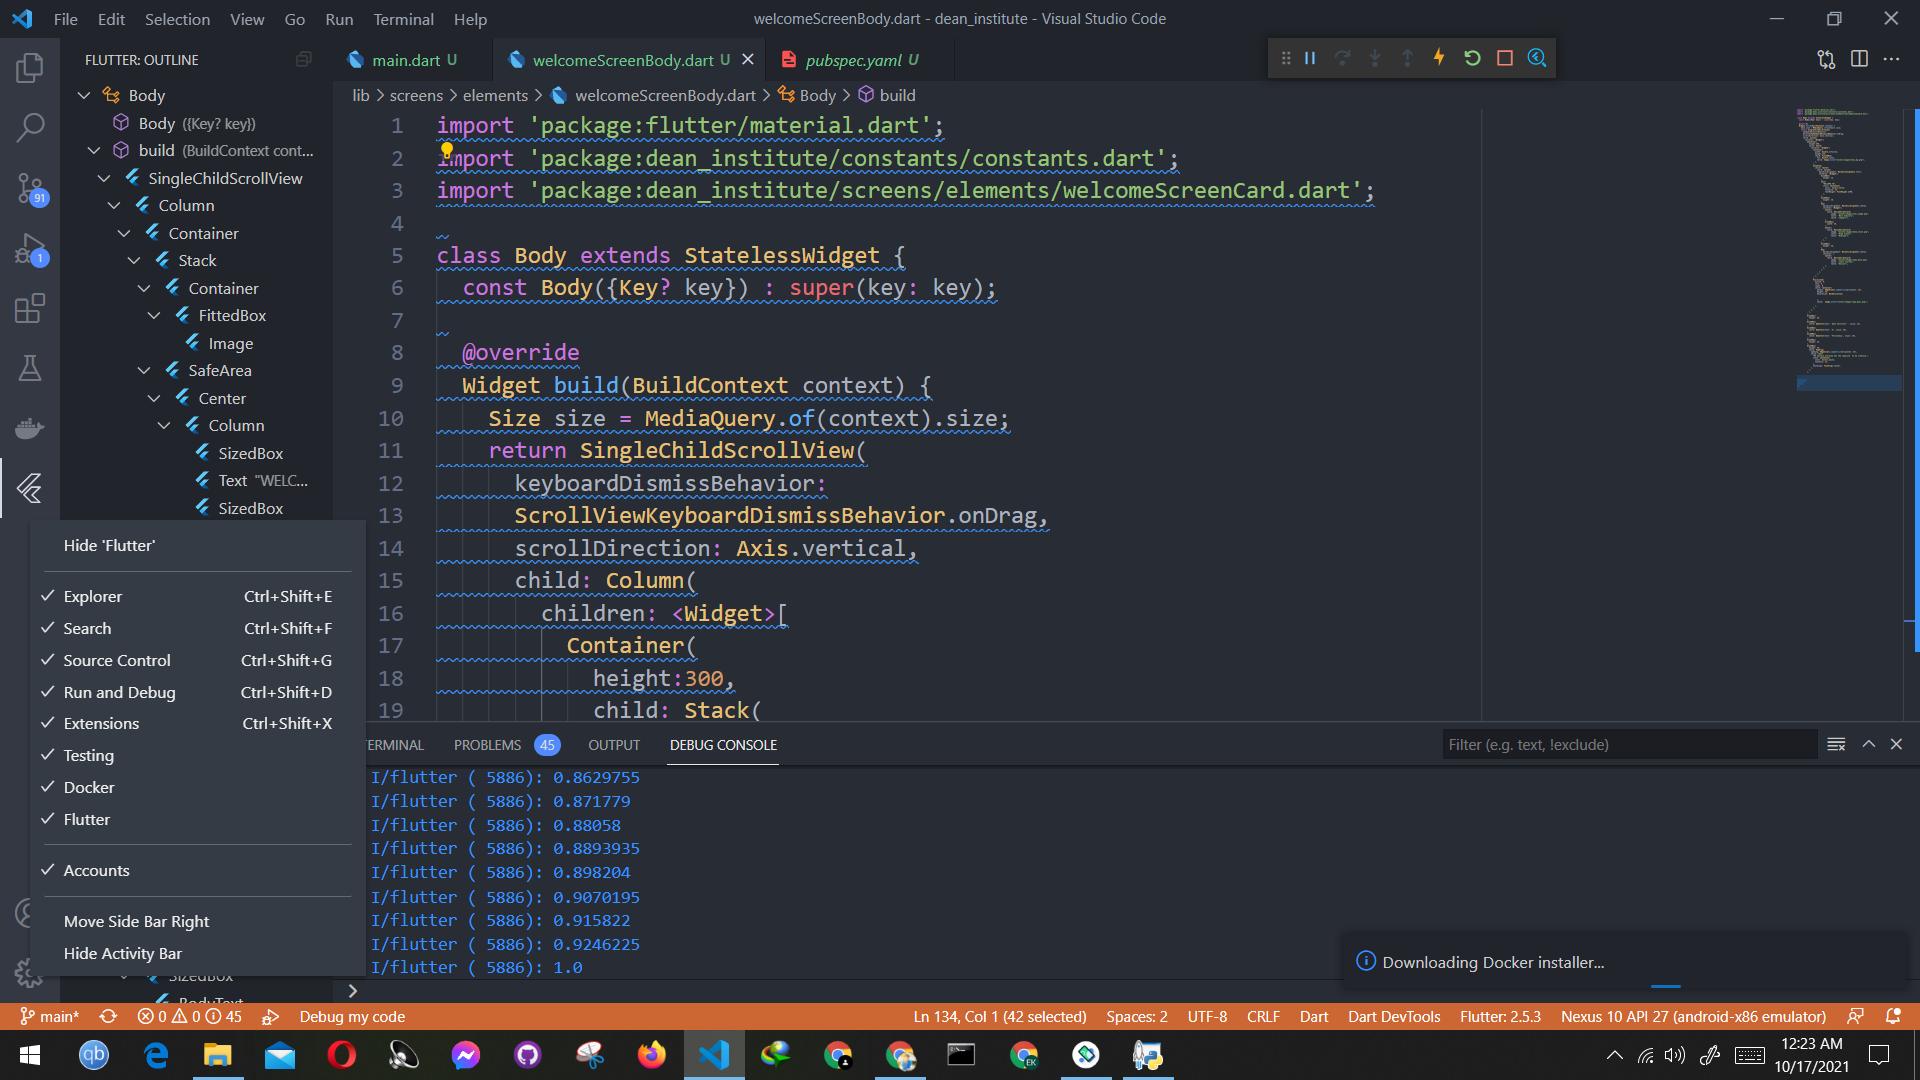 File Edit Selection View Go Run Terminal Help
welcomeScreenBody.dart - dean_institute - Visual Studio Code
FLUTTER: OUTLINE
main.dart U
welcomeScreenBody.dart U
pubspec.yaml U
lib > screens > elements > welcomeScreenBody.dart > Body > build
Body
Body ({Key? key})
build (BuildContext cont...
SingleChildScrollView
Column
Container
Stack
Container
FittedBox
Image
SafeArea
Center
Column
SizedBox
Text "WELC...
SizedBox
91
1
Hide 'Flutter'
Explorer Ctrl+Shift+E
Search Ctrl+Shift+F
Source Control Ctrl+Shift+G
Run and Debug Ctrl+Shift+D
Extensions Ctrl+Shift+X
Testing
Docker
Flutter
Accounts
Move Side Bar Right
Hide Activity Bar
SizedBox
BodyText
1 import 'package:flutter/material.dart';
2 import 'package:dean_institute/constants/constants.dart';
3 import 'package:dean_institute/screens/elements/welcomeScreenCard.dart';
4
5 class Body extends StatelessWidget {
6 const Body({Key? key}) : super(key: key);
7
8 @override
9 Widget build(BuildContext context) {
10 Size size = MediaQuery.of(context).size;
11 return SingleChildScrollView(
12 keyboardDismissBehavior:
13 ScrollViewKeyboardDismissBehavior.onDrag,
14 scrollDirection: Axis.vertical,
15 child: Column(
16 children: <Widget>[
17 Container(
18 height:300,
19 child: Stack(
ERMINAL PROBLEMS 45 OUTPUT DEBUG CONSOLE
Filter (e.g. text, !exclude)
I/flutter ( 5886): 0.8629755
I/flutter ( 5886): 0.871779
I/flutter ( 5886): 0.88058
I/flutter ( 5886): 0.8893935
I/flutter ( 5886): 0.898204
I/flutter ( 5886): 0.9070195
I/flutter ( 5886): 0.915822
I/flutter ( 5886): 0.9246225
I/flutter ( 5886): 1.0
>
Downloading Docker installer...
main* 0 0 45 Debug my code
Ln 134, Col 1 (42 selected) Spaces: 2 UTF-8 CRLF Dart Dart DevTools Flutter: 2.5.3 Nexus 10 API 27 (android-x86 emulator)
qb
EK
12:23 AM
10/17/2021